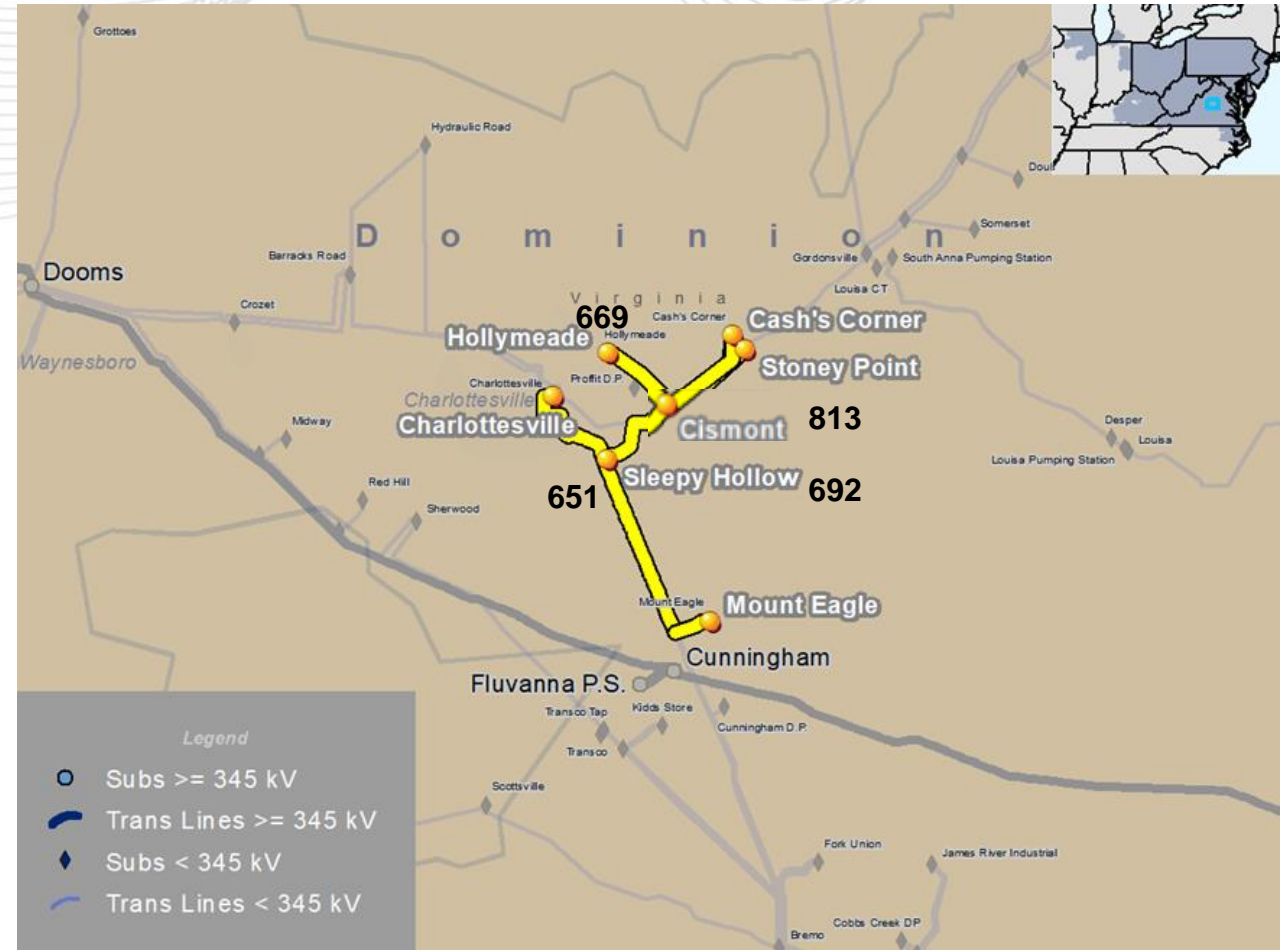 Grottoes
Hydraulic Road
Dominion
Somerset
Barracks Road
Gordonsville
South Anna Pumping Station
Dooms
Louisa CT
Virginia
Crozet
669
Cash's Corner
Cash's Corner
Hollymeade
Hollymeade
Waynesboro
Stoney Point
Proffit D.P.
Charlottesville
Charlottesville
Charlottesville
Cismont
813
Midway
Desper
Louisa
Louisa Pumping Station
Sleepy Hollow
692
651
Red Hill
Sherwood
Mount Eagle
Mount Eagle
Cunningham
Fluvanna P.S.
Transco Tap
Kidds Store
Cunningham D.P.
Transco
Scottsville
Legend
Subs >= 345 kV
Trans Lines >= 345 kV
Subs < 345 kV
Trans Lines < 345 kV
Fork Union
James River Industrial
Cobbs Creek DP
Bremo